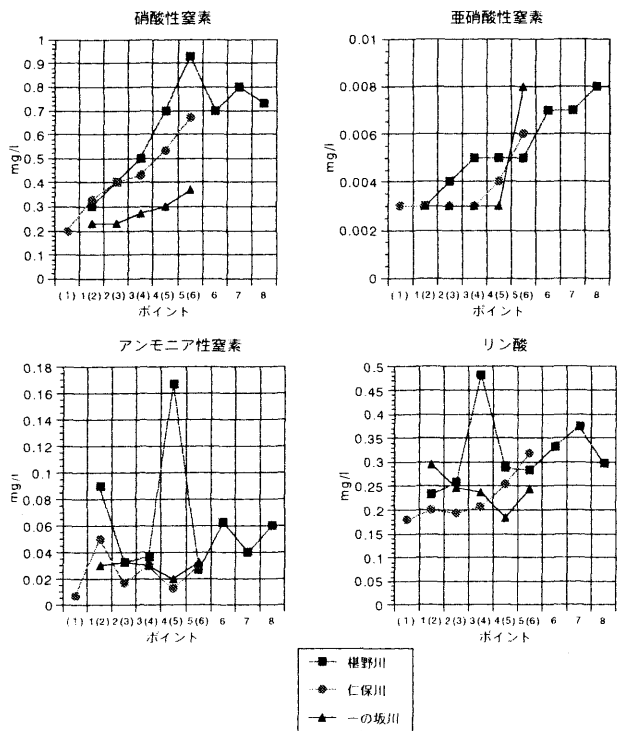 硝酸性窒素
1
0.9
0.8
0.7
0.6
0.5
0.4
0.3
0.2
0.1
0
mg/l
(1) 1(2) 2(3) 3(4) 4(5) 5(6) 6 7 8
ポイント
亜硝酸性窒素
0.01
0.008
0.006
0.004
0.002
0
mg/l
(1) 1(2) 2(3) 3(4) 4(5) 5(6) 6 7 8
ポイント
アンモニア性窒素
0.18
0.16
0.14
0.12
0.1
0.08
0.06
0.04
0.02
0
mg/l
(1) 1(2) 2(3) 3(4) 4(5) 5(6) 6 7 8
ポイント
リン酸
0.5
0.45
0.4
0.35
0.3
0.25
0.2
0.15
0.1
0.05
0
mg/l
(1) 1(2) 2(3) 3(4) 4(5) 5(6) 6 7 8
ポイント
椹野川
仁保川
一の坂川